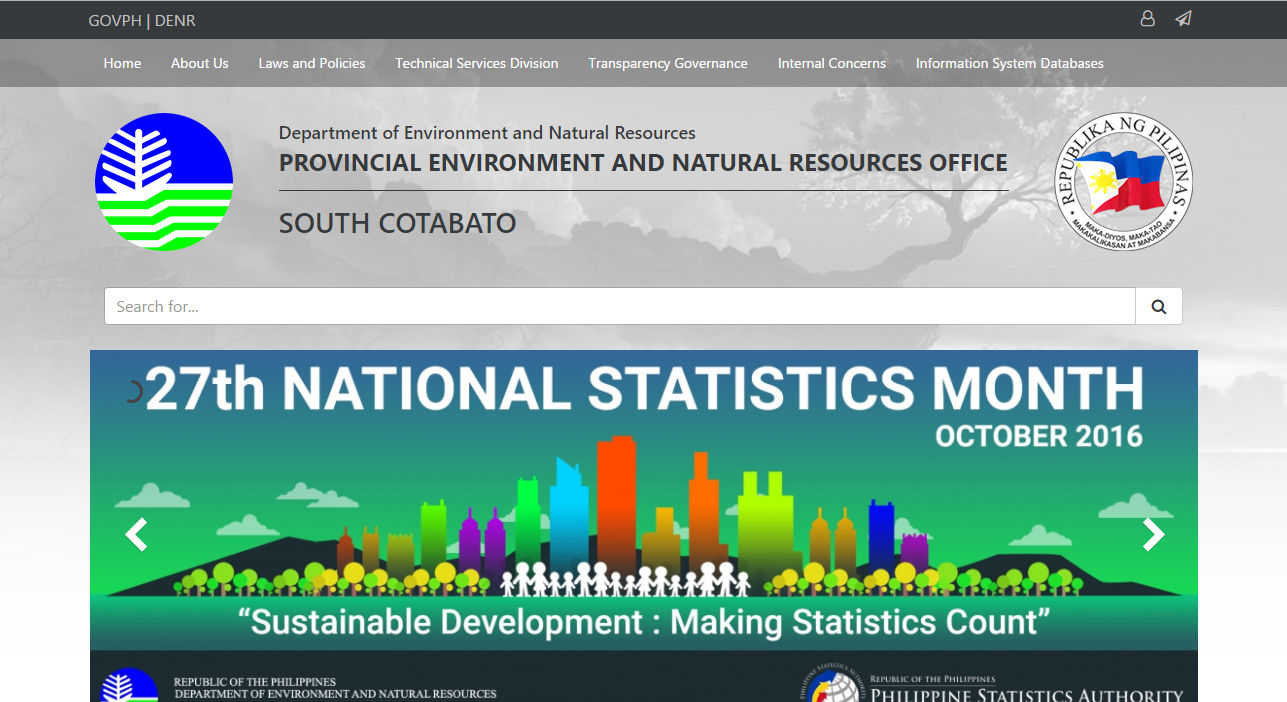 GOVPH | DENR
Home About Us Laws and Policies Technical Services Division Transparency Governance Internal Concerns Information System Databases
Department of Environment and Natural Resources
PROVINCIAL ENVIRONMENT AND NATURAL RESOURCES OFFICE
SOUTH COTABATO
REPUBLIKA NG PILIPINAS
MAKA-DIYOS, MAKA-TAO
MAKAKALIKASAN AT MAKABANSA
Search for...
27th NATIONAL STATISTICS MONTH
OCTOBER 2016
“Sustainable Development : Making Statistics Count”
REPUBLIC OF THE PHILIPPINES
DEPARTMENT OF ENVIRONMENT AND NATURAL RESOURCES
PHILIPPINE STATISTICS AUTHORITY
REPUBLIC OF THE PHILIPPINES
PHILIPPINE STATISTICS AUTHORITY